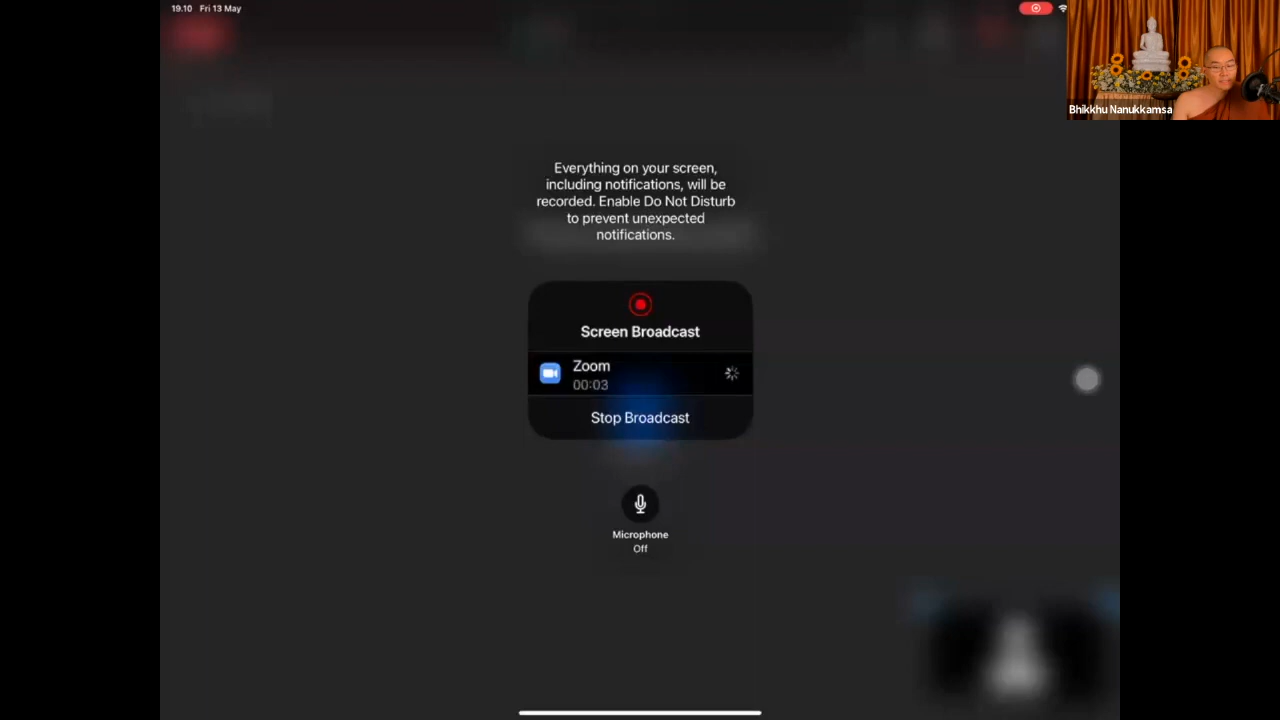 19.10 Fri 13 May
Bhikkhu Nanukkamsa
Everything on your screen,
including notifications, will be
recorded. Enable Do Not Disturb
to prevent unexpected
notifications.
Screen Broadcast
Zoom
00:03
Stop Broadcast
Microphone
Off